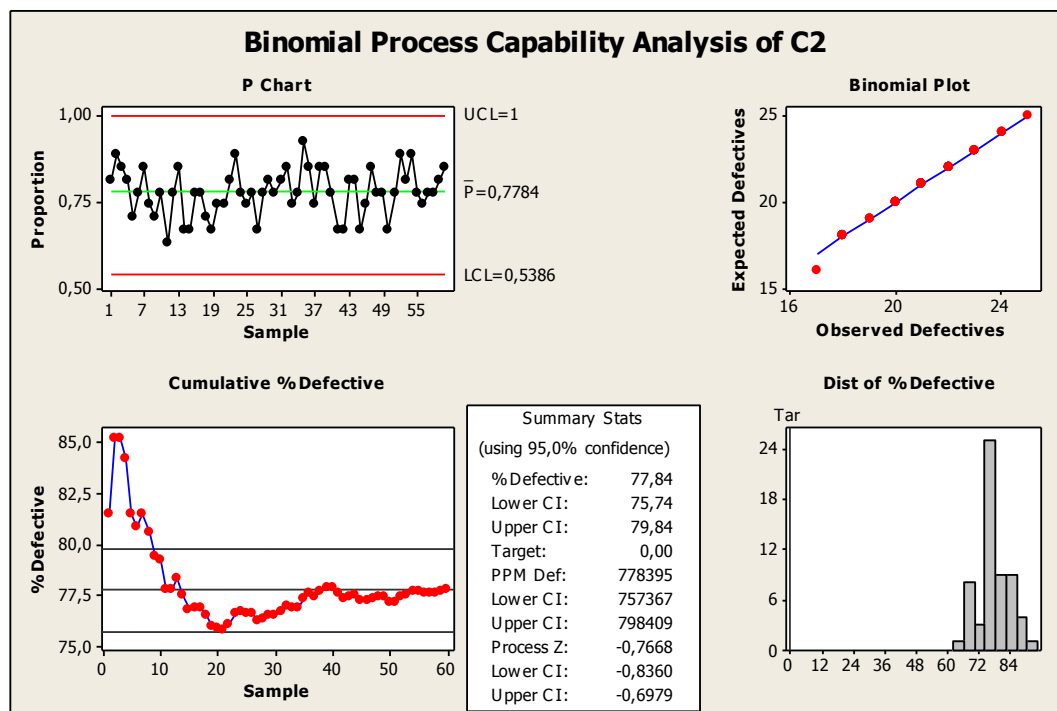 Binomial Process Capability Analysis of C2
P Chart
Proportion
1,00
0,75
0,50
UCL=1
P=0,7784
LCL=0,5386
1 7 13 19 25 31 37 43 49 55
Sample
Binomial Plot
Expected Defectives
25
20
15
16 20 24
Observed Defectives
Cumulative %Defective
%Defective
85,0
82,5
80,0
77,5
75,0
0 10 20 30 40 50 60
Sample
Summary Stats
(using 95,0% confidence)
%Defective: 77,84
Lower CI: 75,74
Upper CI: 79,84
Target: 0,00
PPM Def: 778395
Lower CI: 757367
Upper CI: 798409
Process Z: -0,7668
Lower CI: -0,8360
Upper CI: -0,6979
Dist of %Defective
Tar
24
18
12
6
0
0 12 24 36 48 60 72 84